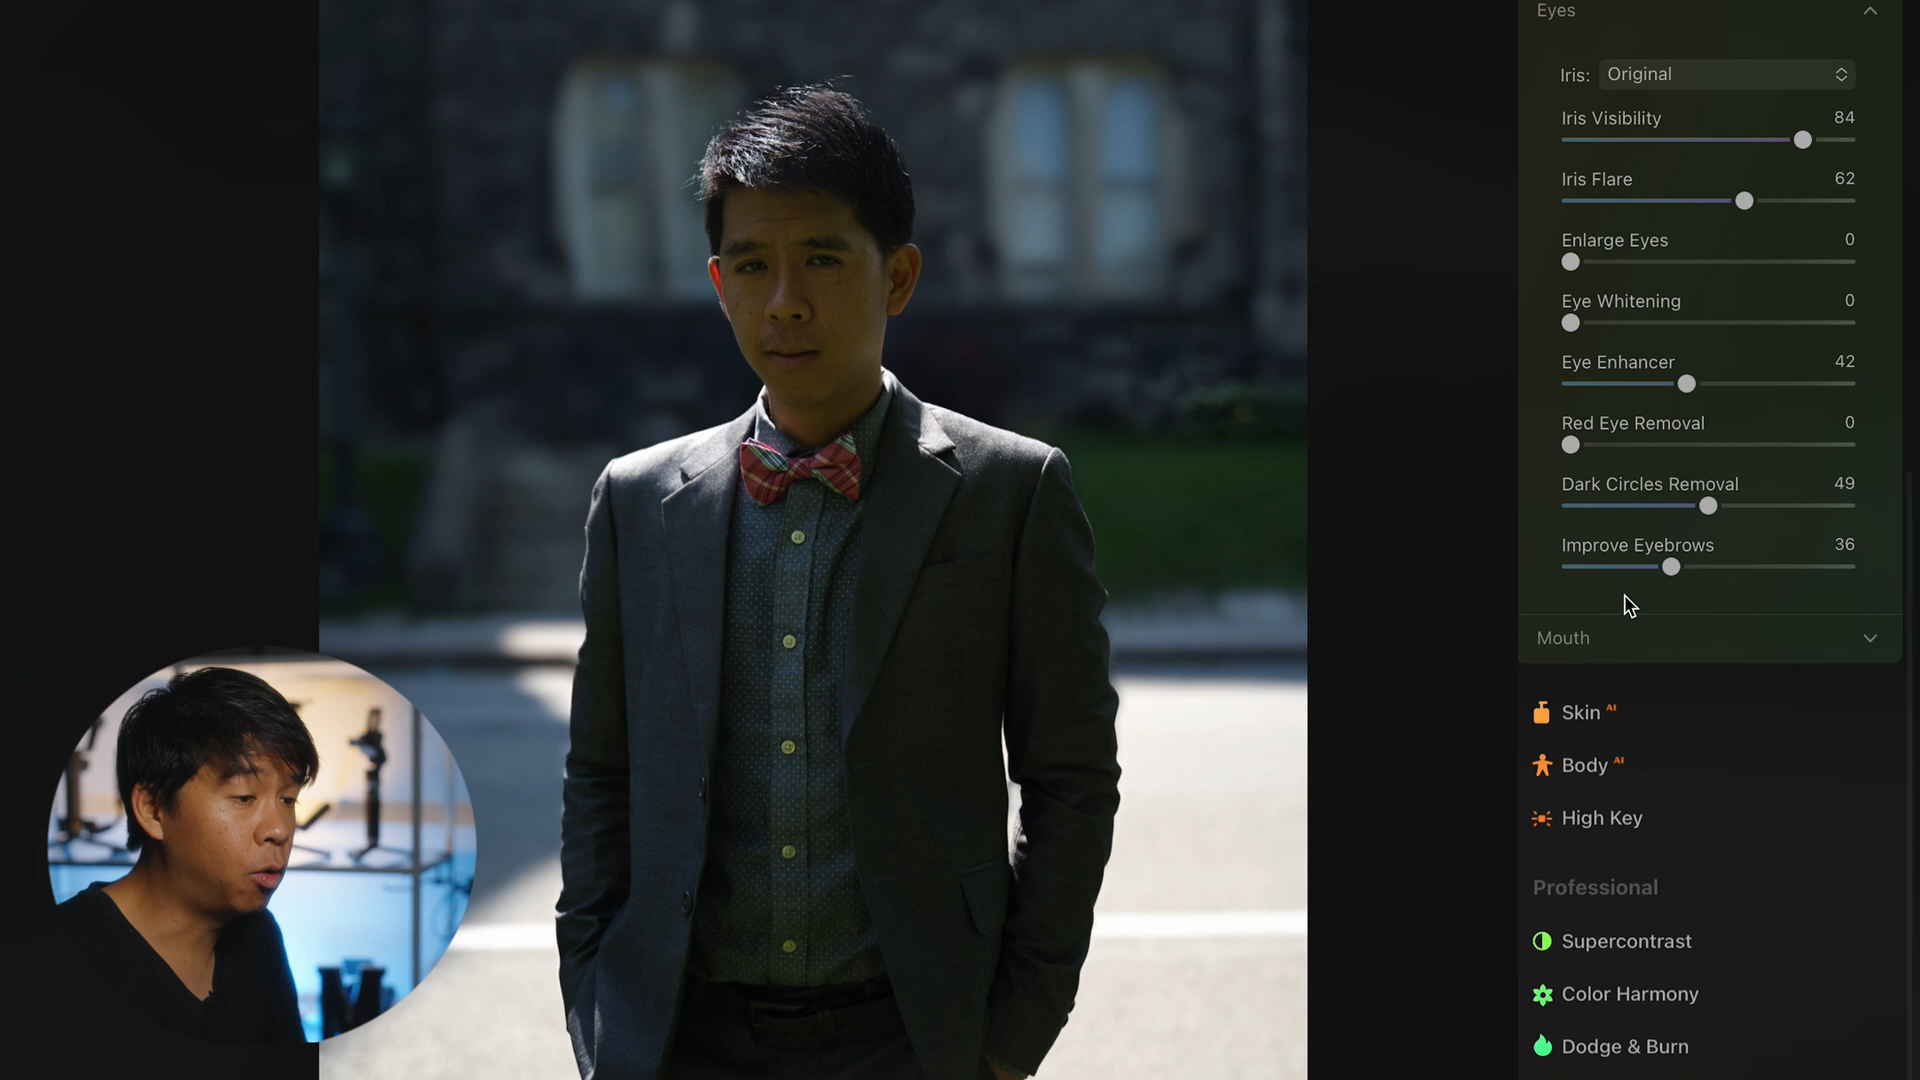 Eyes
Iris: Original
Iris Visibility 84
Iris Flare 62
Enlarge Eyes 0
Eye Whitening 0
Eye Enhancer 42
Red Eye Removal 0
Dark Circles Removal 49
Improve Eyebrows 36
Mouth
Skin AI
Body AI
High Key
Professional
Supercontrast
Color Harmony
Dodge & Burn